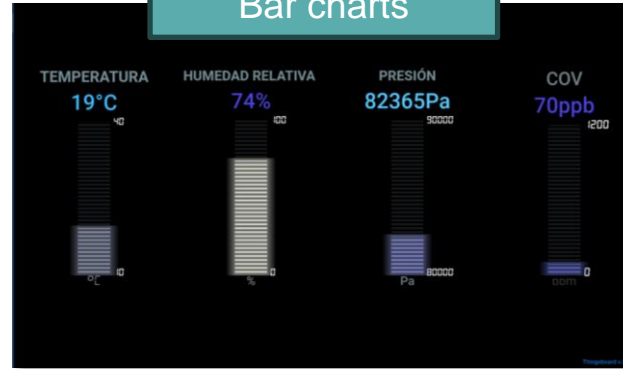 Bar charts
TEMPERATURA
19°C
40
10
°C
HUMEDAD RELATIVA
74%
100
0
%
PRESIÓN
82365Pa
90000
80000
Pa
COV
70ppb
1200
0
ppm